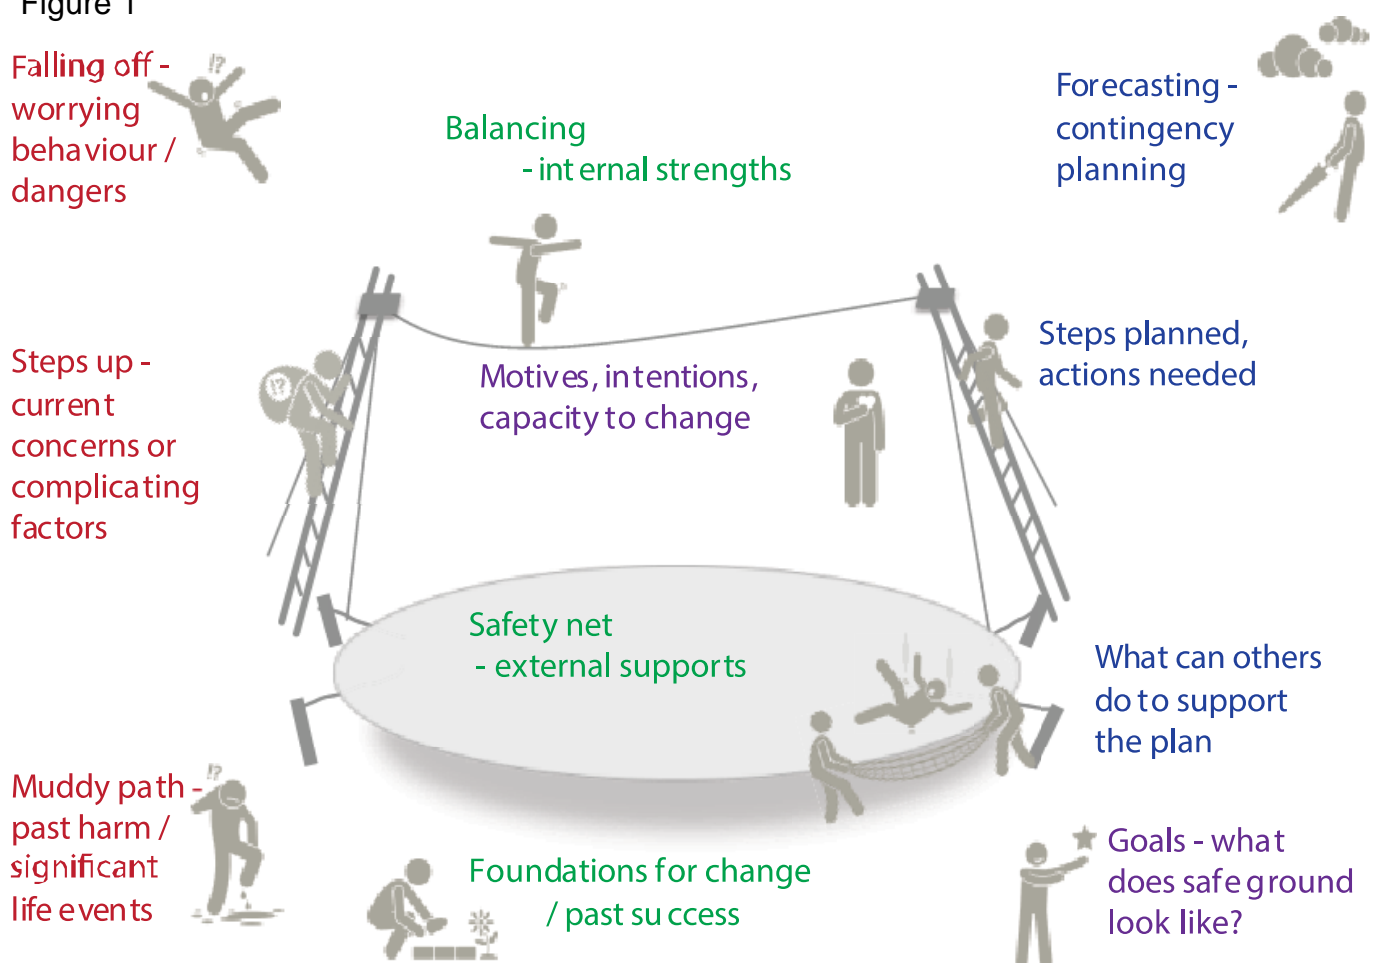 Figure 1
Falling off -
worrying
behaviour /
dangers
!?
Balancing
- internal strengths
Forecasting -
contingency
planning
Steps up -
current
concerns or
complicating
factors
!?
Motives, intentions,
capacity to change
Steps planned,
actions needed
Safety net
- external supports
What can others
do to support
the plan
Muddy path -
past harm /
significant
life events
!?
Foundations for change
/ past success
Goals - what
does safe ground
look like?